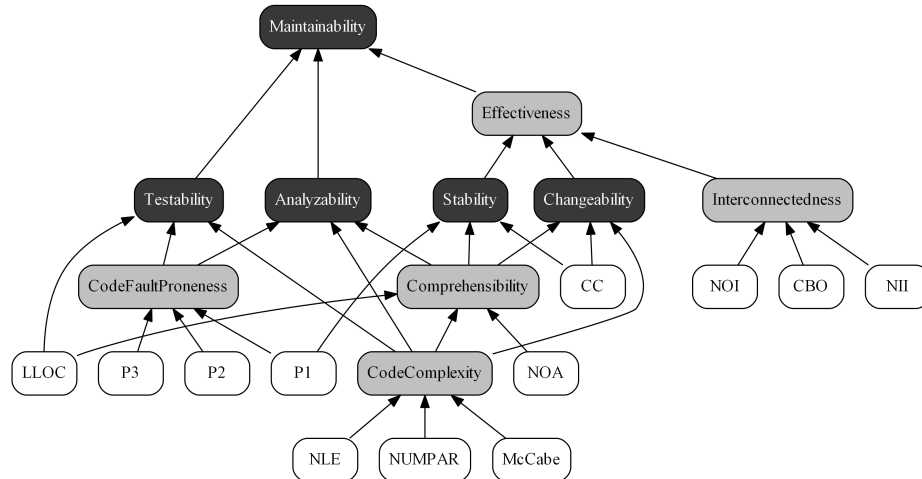 Maintainability
Effectiveness
Testability
Analyzability
Stability
Changeability
Interconnectedness
CodeFaultProneness
Comprehensibility
CC
NOI
CBO
NII
LLOC
P3
P2
P1
CodeComplexity
NOA
NLE
NUMPAR
McCabe